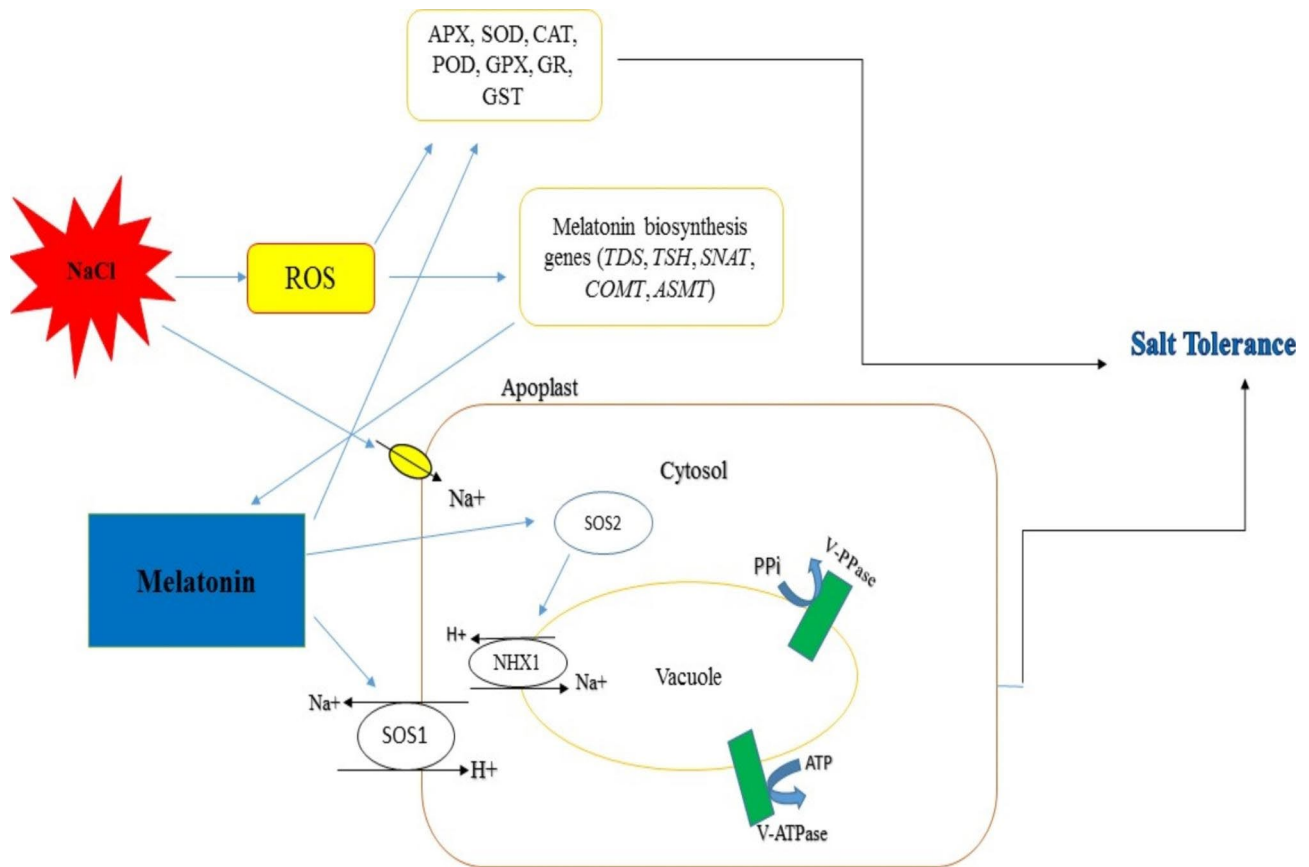 APX, SOD, CAT,
POD, GPX, GR,
GST
NaCl
ROS
Melatonin biosynthesis
genes (TDS, TSH, SNAT,
COMT, ASMT)
Salt Tolerance
Apoplast
Cytosol
Na+
SOS2
Melatonin
PPi
V-PPase
H+
NHX1
Na+
Vacuole
Na+
SOS1
H+
ATP
V-ATPase